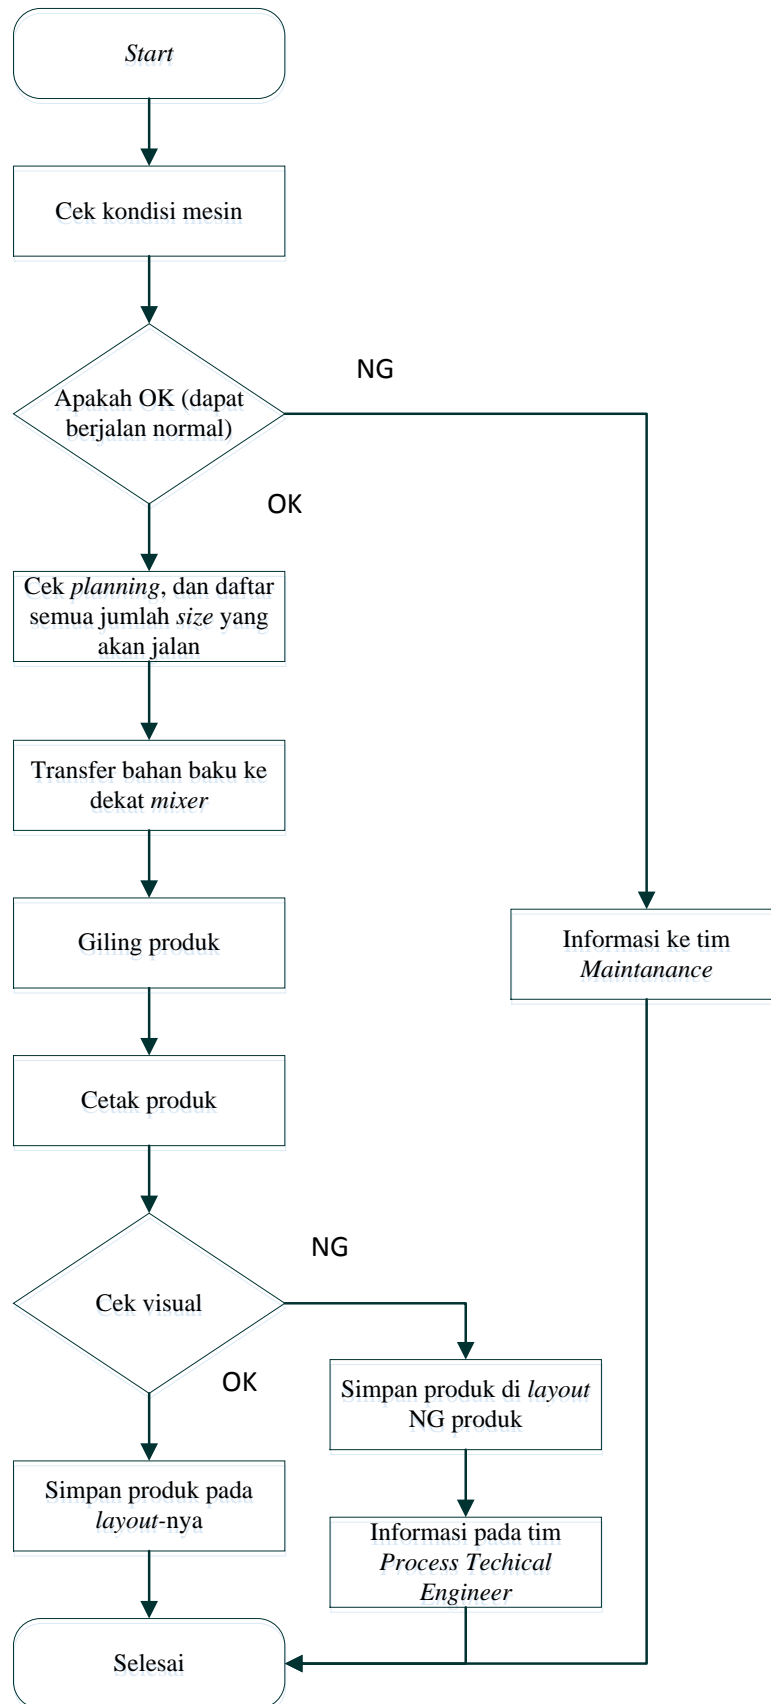 Start
Cek kondisi mesin
NG
Apakah OK (dapat
berjalan normal)
OK
Cek planning, dan daftar
semua jumlah size yang
akan jalan
Transfer bahan baku ke
dekat mixer
Giling produk
Informasi ke tim
Maintanance
Cetak produk
NG
Cek visual
OK
Simpan produk di layout
NG produk
Simpan produk pada
layout-nya
Informasi pada tim
Process Techical
Engineer
Selesai